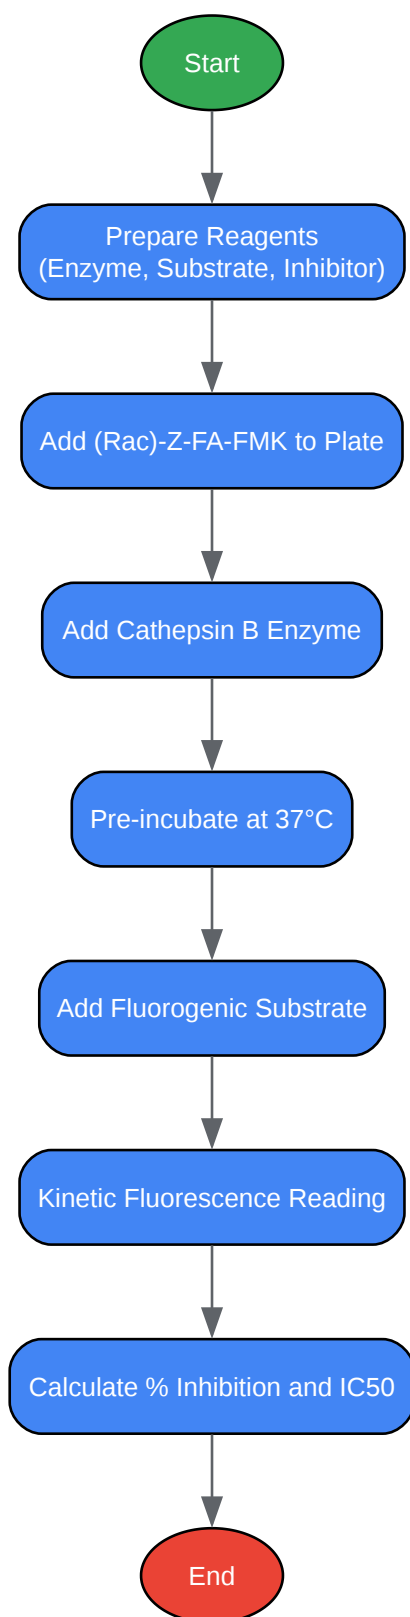 Start
Prepare Reagents
(Enzyme, Substrate, Inhibitor)
Add (Rac)-Z-FA-FMK to Plate
Add Cathepsin B Enzyme
Pre-incubate at 37°C
Add Fluorogenic Substrate
Kinetic Fluorescence Reading
Calculate % Inhibition and IC50
End